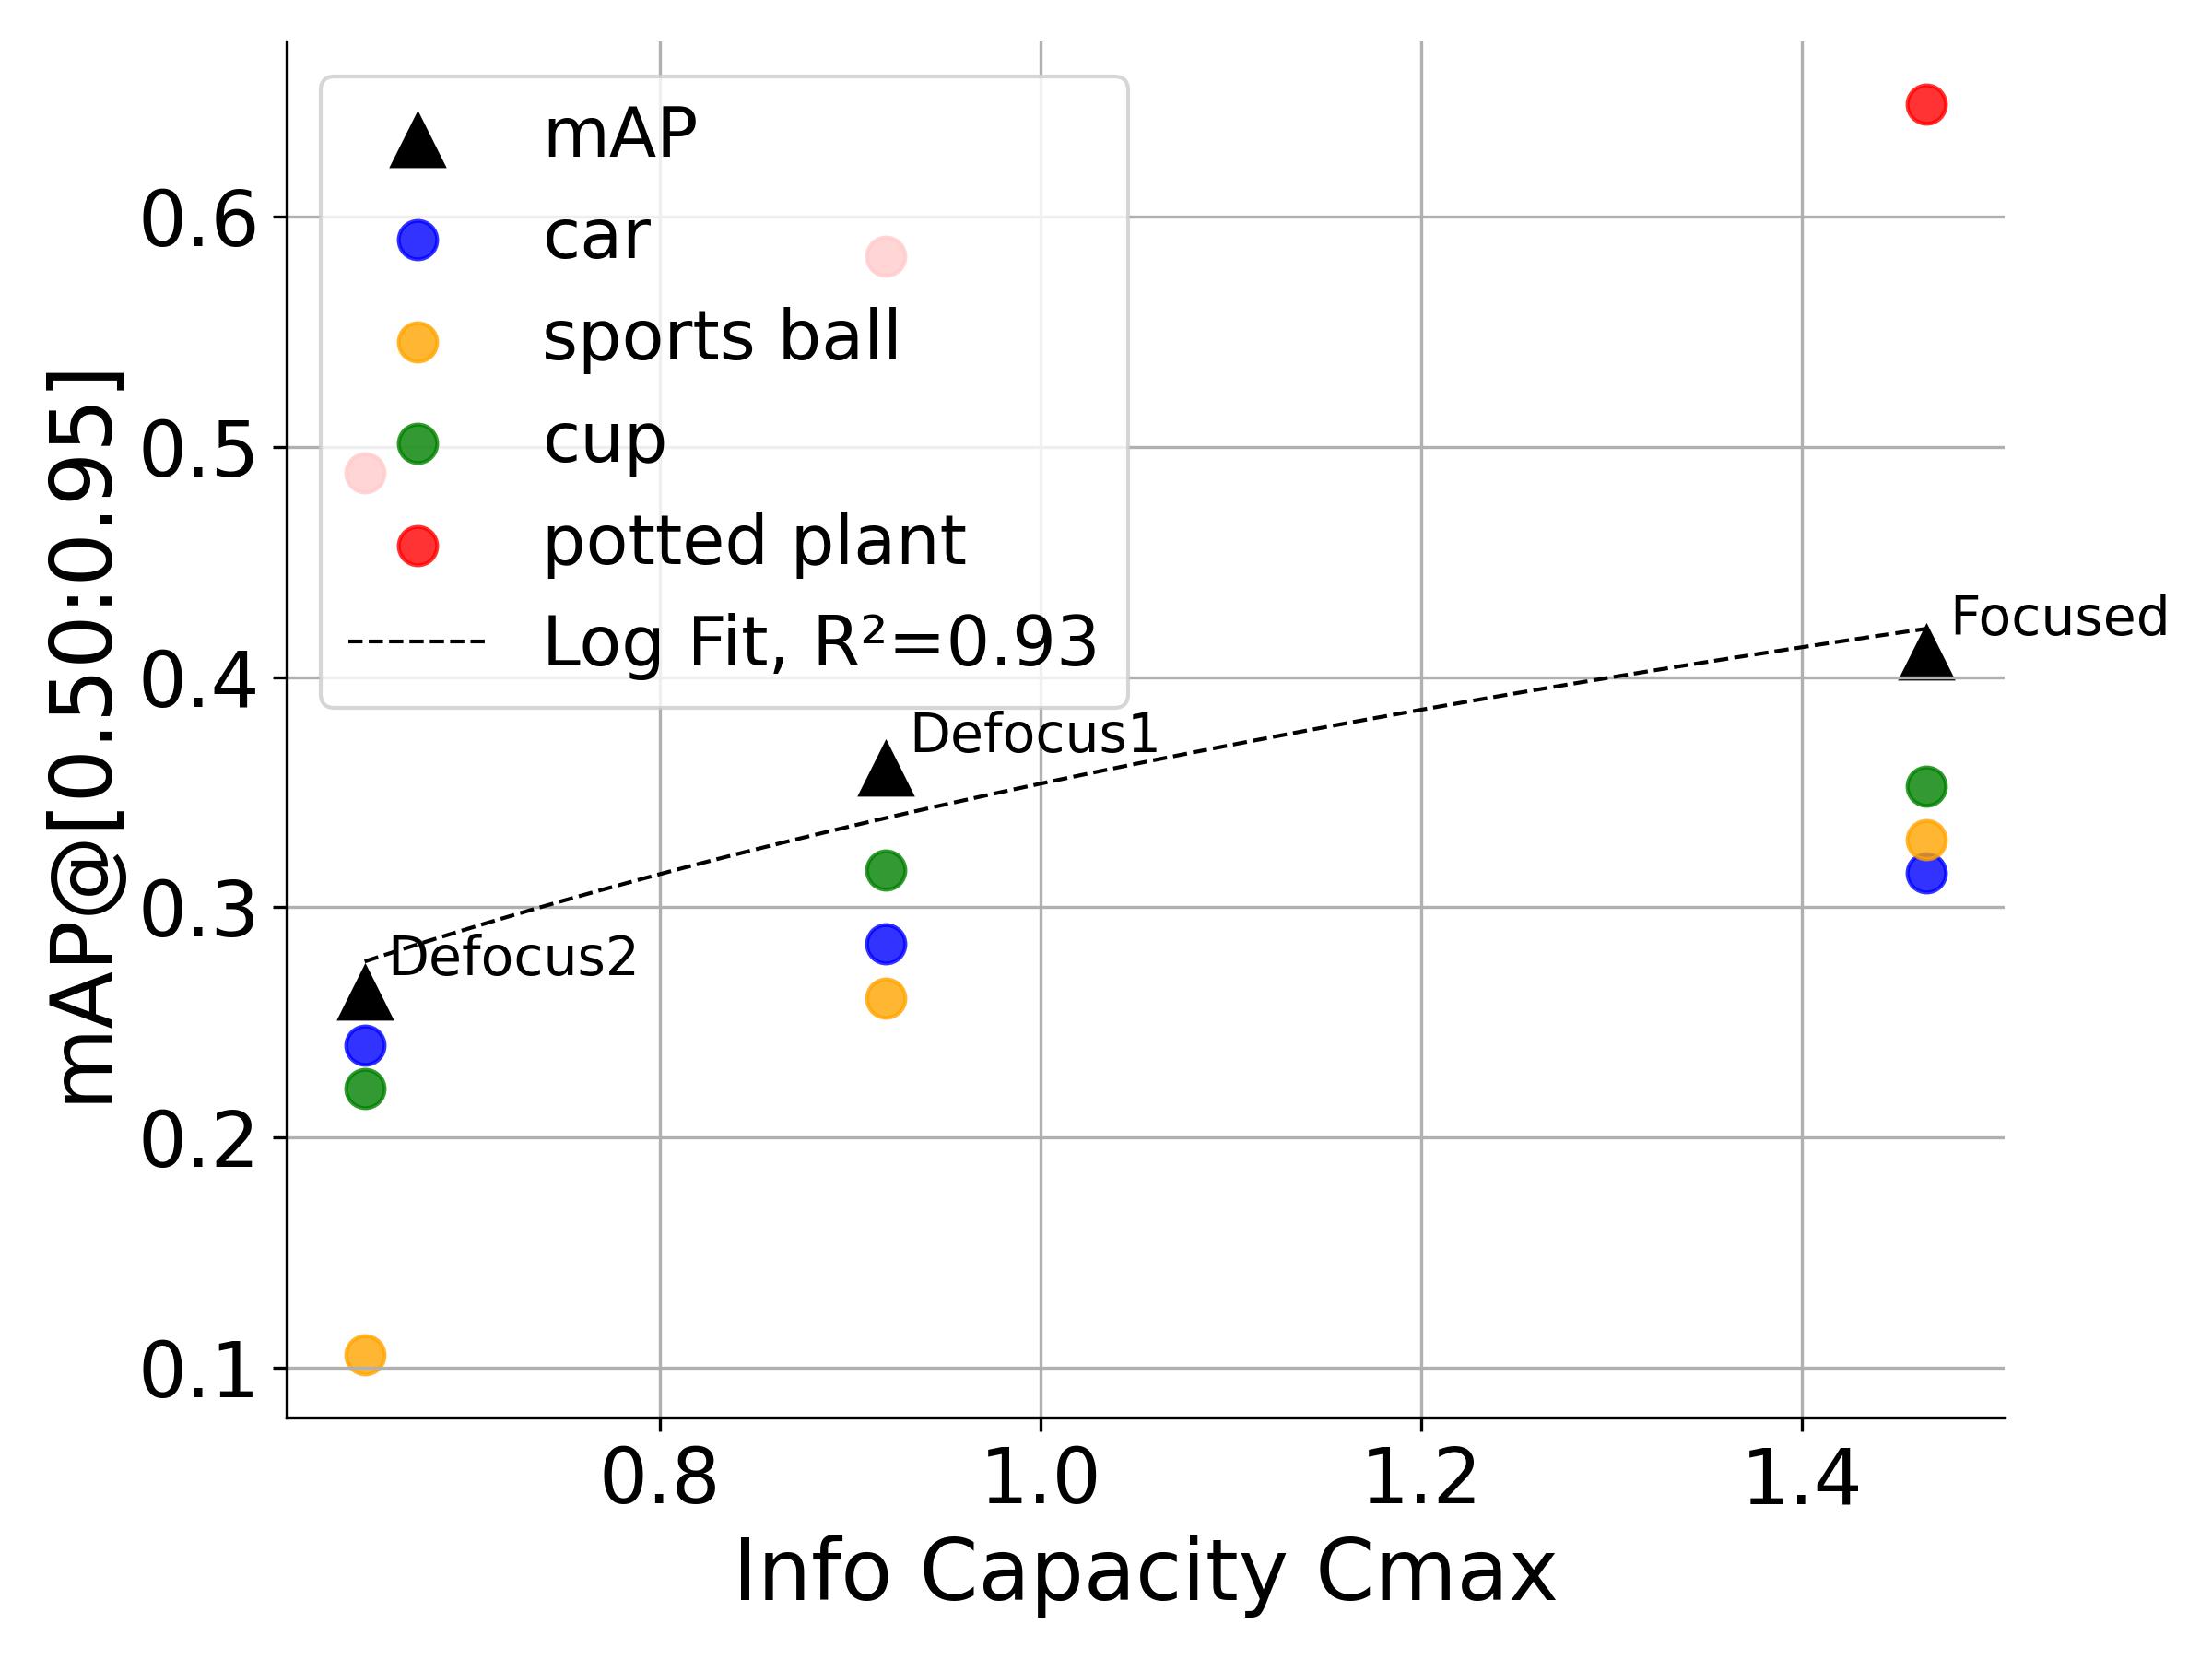 mAP
car
sports ball
cup
potted plant
Log Fit, R²=0.93
Focused
Defocus1
Defocus2
mAP@[0.50:0.95]
0.6
0.5
0.4
0.3
0.2
0.1
0.8 1.0 1.2 1.4
Info Capacity Cmax